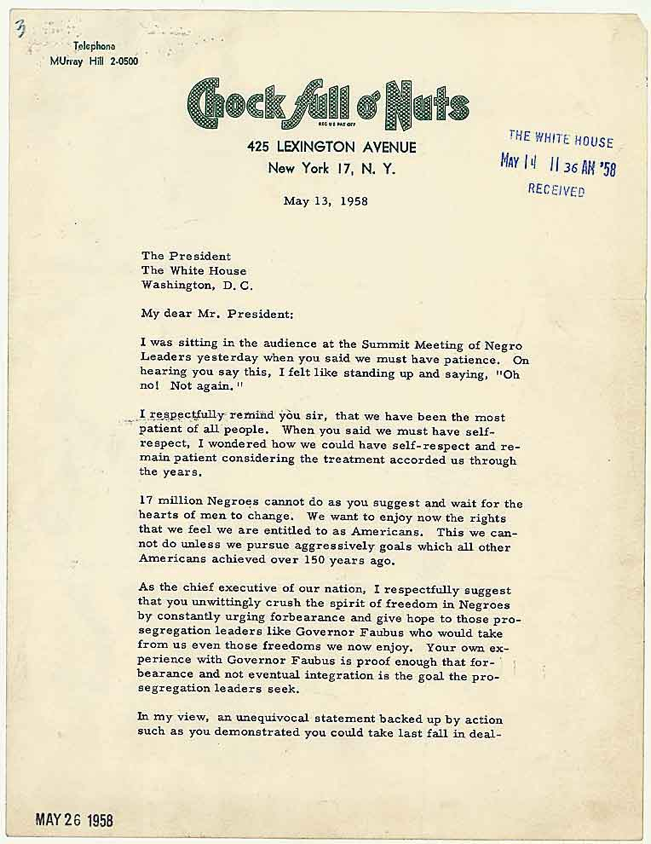 3
Telephone
MUrray Hill 2-0500
Chock full o' Nuts
REG U S PAT OFF
425 LEXINGTON AVENUE
New York 17, N. Y.
THE WHITE HOUSE
MAY 14 11 36 AM '58
RECEIVED
May 13, 1958
The President
The White House
Washington, D. C.
My dear Mr. President:
I was sitting in the audience at the Summit Meeting of Negro
Leaders yesterday when you said we must have patience. On
hearing you say this, I felt like standing up and saying, "Oh
no! Not again."
I respectfully remind you sir, that we have been the most
patient of all people. When you said we must have self-
respect, I wondered how we could have self-respect and re-
main patient considering the treatment accorded us through
the years.
17 million Negroes cannot do as you suggest and wait for the
hearts of men to change. We want to enjoy now the rights
that we feel we are entitled to as Americans. This we can-
not do unless we pursue aggressively goals which all other
Americans achieved over 150 years ago.
As the chief executive of our nation, I respectfully suggest
that you unwittingly crush the spirit of freedom in Negroes
by constantly urging forbearance and give hope to those pro-
segregation leaders like Governor Faubus who would take
from us even those freedoms we now enjoy. Your own ex-
perience with Governor Faubus is proof enough that for-
bearance and not eventual integration is the goal the pro-
segregation leaders seek.
In my view, an unequivocal statement backed up by action
such as you demonstrated you could take last fall in deal-
MAY 26 1958